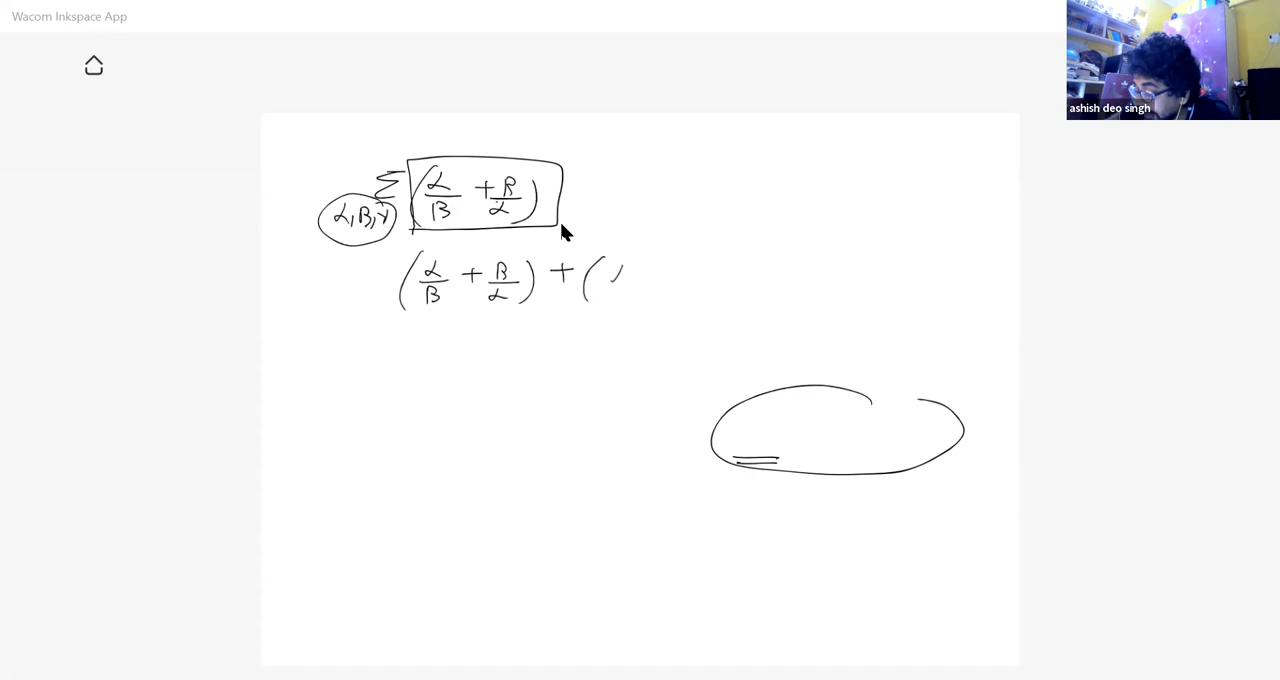 Wacom Inkspace App
ashish deo singh
Σ (α/β + β/α)
α, β, γ
(α/β + β/α) + (